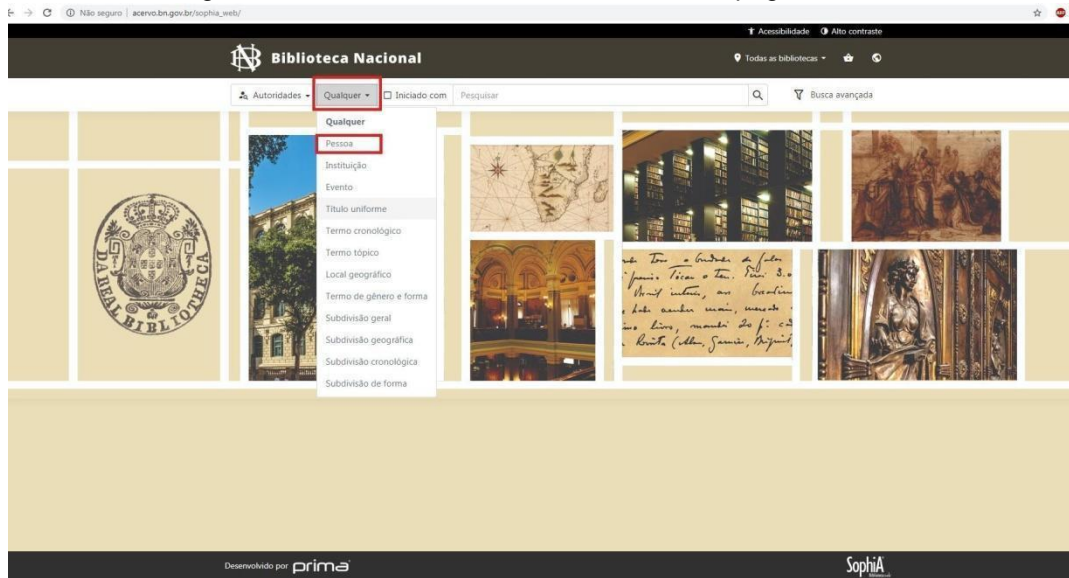 Não seguro | acervo.bn.gov.br/sophia_web/
Acessibilidade Alto contraste
Biblioteca Nacional
Todas as bibliotecas
Autoridades Qualquer Iniciado com Pesquisar Busca avançada
Qualquer
Pessoa
Instituição
Evento
Título uniforme
Termo cronológico
Termo tópico
Local geográfico
Termo de gênero e forma
Subdivisão geral
Subdivisão geográfica
Subdivisão cronológica
Subdivisão de forma
DA REAL BIBLIOTHECA
Desenvolvido por prima
SophiA